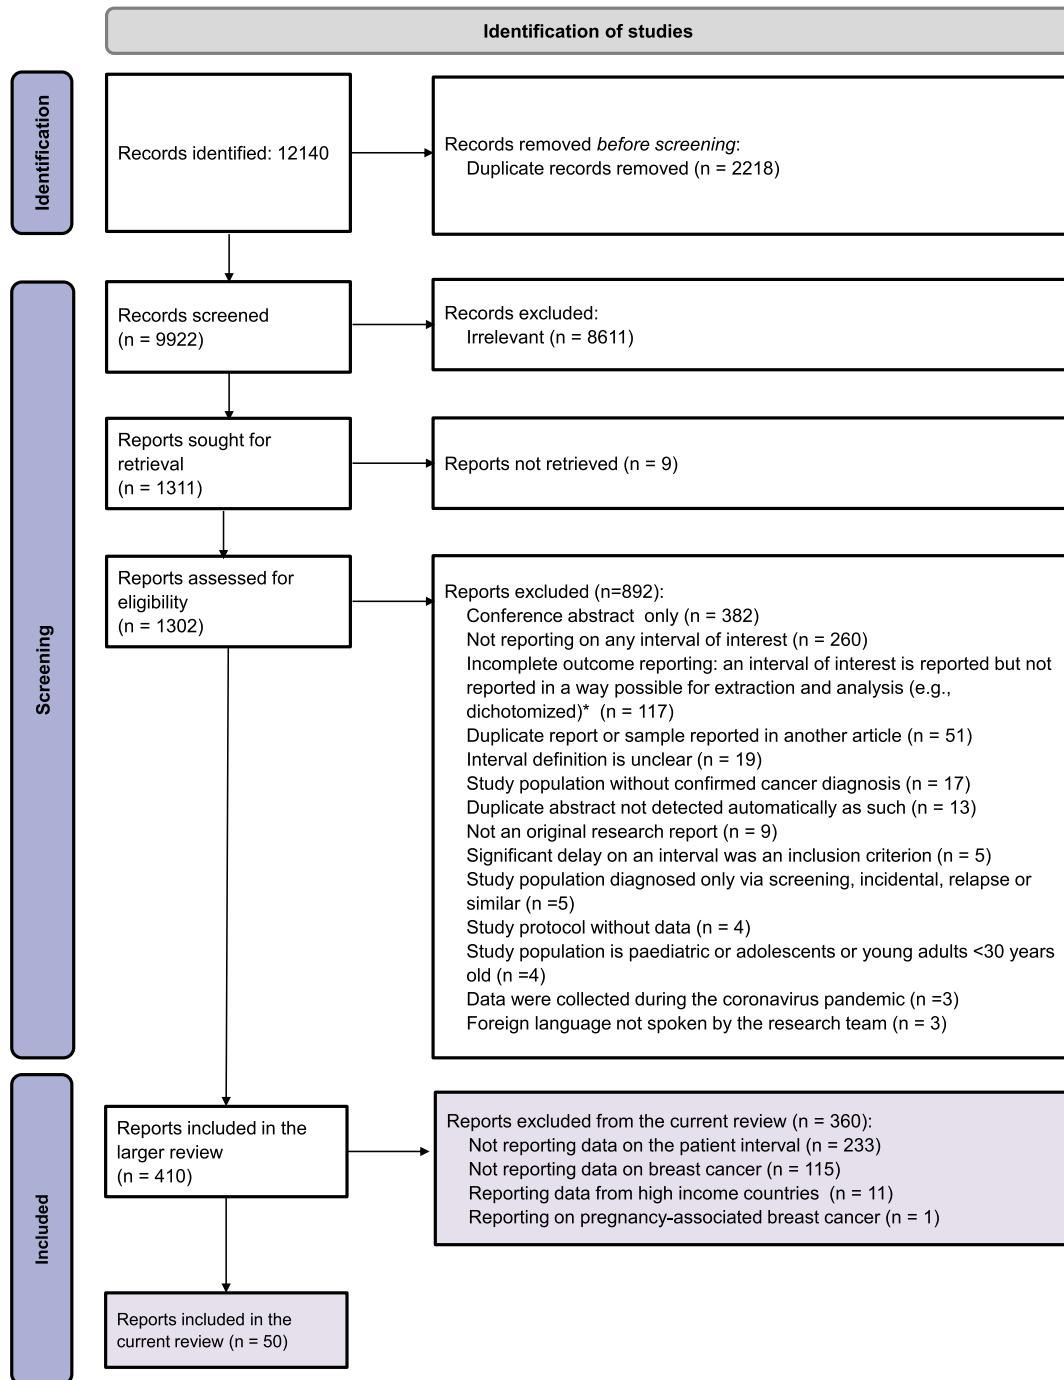 Identification of studies
Identification
Records identified: 12140
Records removed before screening:
Duplicate records removed (n = 2218)
Screening
Records screened
(n = 9922)
Records excluded:
Irrelevant (n = 8611)
Reports sought for
retrieval
(n = 1311)
Reports not retrieved (n = 9)
Reports assessed for
eligibility
(n = 1302)
Reports excluded (n=892):
Conference abstract only (n = 382)
Not reporting on any interval of interest (n = 260)
Incomplete outcome reporting: an interval of interest is reported but not
reported in a way possible for extraction and analysis (e.g.,
dichotomized)* (n = 117)
Duplicate report or sample reported in another article (n = 51)
Interval definition is unclear (n = 19)
Study population without confirmed cancer diagnosis (n = 17)
Duplicate abstract not detected automatically as such (n = 13)
Not an original research report (n = 9)
Significant delay on an interval was an inclusion criterion (n = 5)
Study population diagnosed only via screening, incidental, relapse or
similar (n =5)
Study protocol without data (n = 4)
Study population is paediatric or adolescents or young adults <30 years
old (n =4)
Data were collected during the coronavirus pandemic (n =3)
Foreign language not spoken by the research team (n = 3)
Included
Reports included in the
larger review
(n = 410)
Reports excluded from the current review (n = 360):
Not reporting data on the patient interval (n = 233)
Not reporting data on breast cancer (n = 115)
Reporting data from high income countries (n = 11)
Reporting on pregnancy-associated breast cancer (n = 1)
Reports included in the
current review (n = 50)